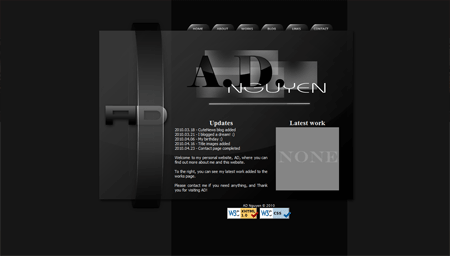 HOME ABOUT WORKS BLOG LINKS CONTACT
A.D.
NGUYEN
AD
Updates
2010.03.18 - CuteNews blog added
2010.03.21 - I blogged a dream! :)
2010.04.06 - My birthday :)
2010.04.16 - Title images added
2010.04.23 - Contact page completed
Welcome to my personal website, AD, where you can
find out more about me and this website.
To the right, you can see my latest work added to the
works page.
Please contact me if you need anything, and Thank
you for visiting AD!
Latest work
NONE
AD Nguyen © 2010
W3C XHTML 1.0
W3C CSS